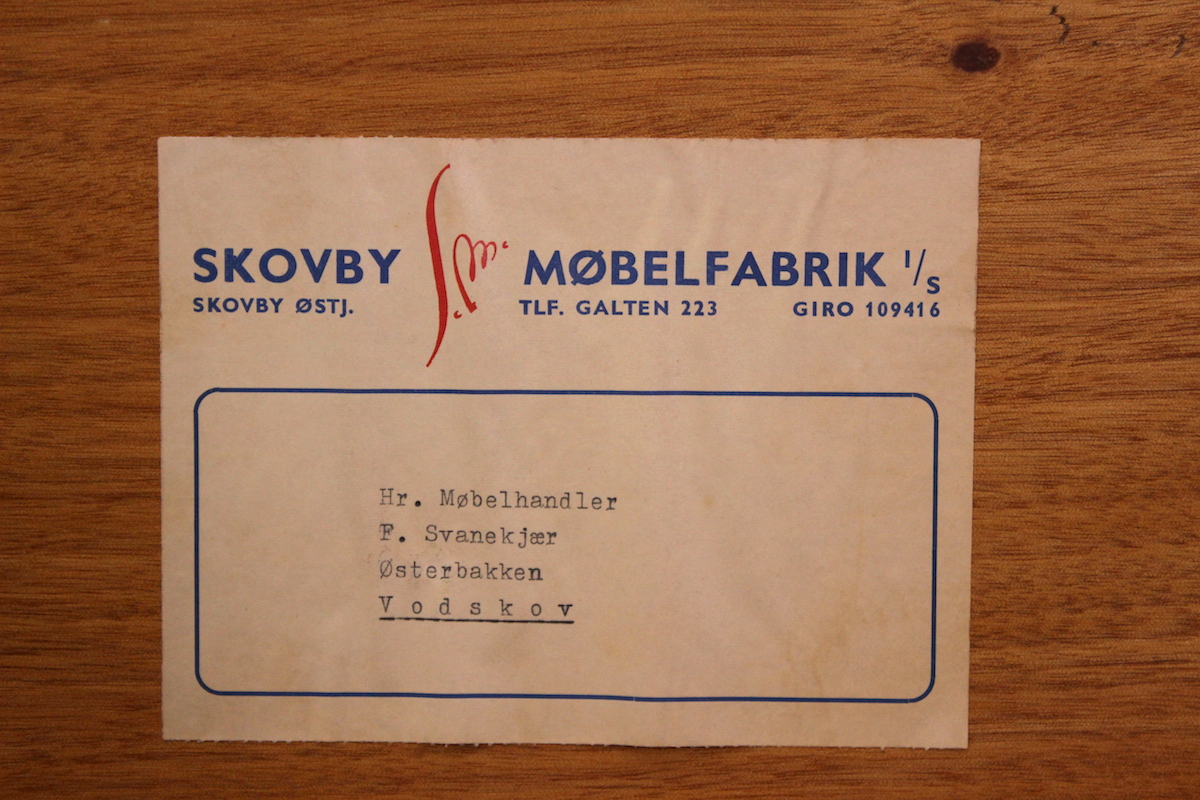 SKOVBY MØBELFABRIK I/S
SKOVBY ØSTJ. TLF. GALTEN 223 GIRO 109416
Hr. Møbelhandler
F. Svanekjær
Østerbakken
Vodskov